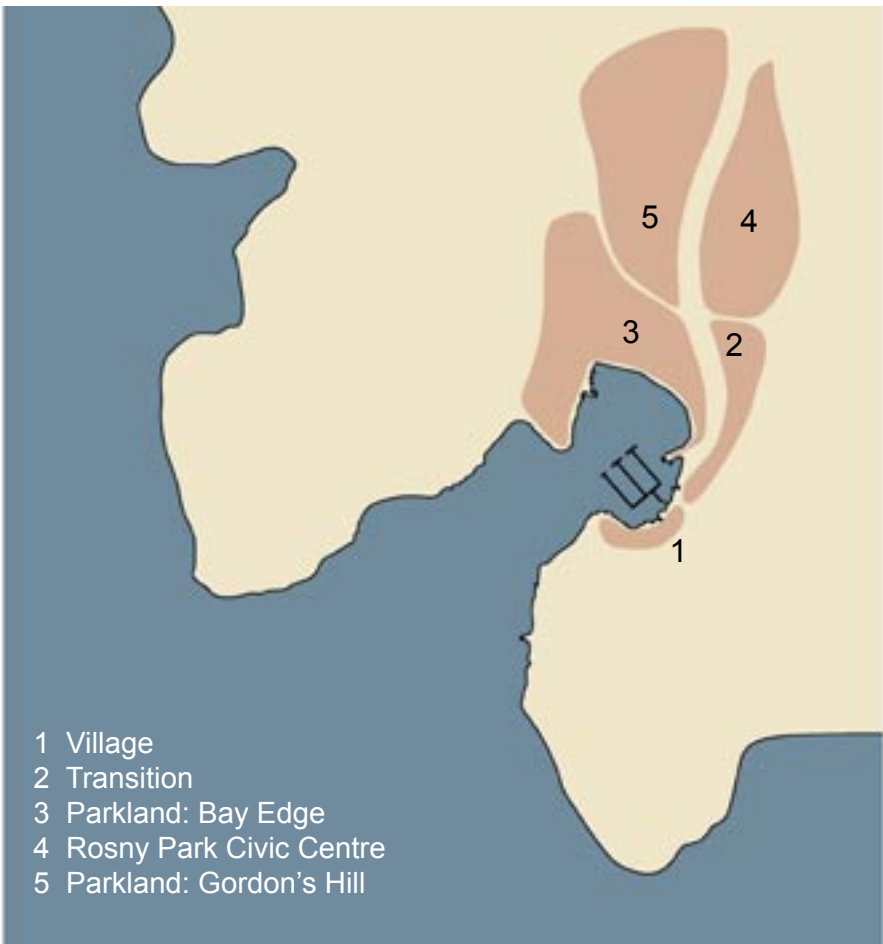 5
4
3
2
1
1 Village
2 Transition
3 Parkland: Bay Edge
4 Rosny Park Civic Centre
5 Parkland: Gordon's Hill